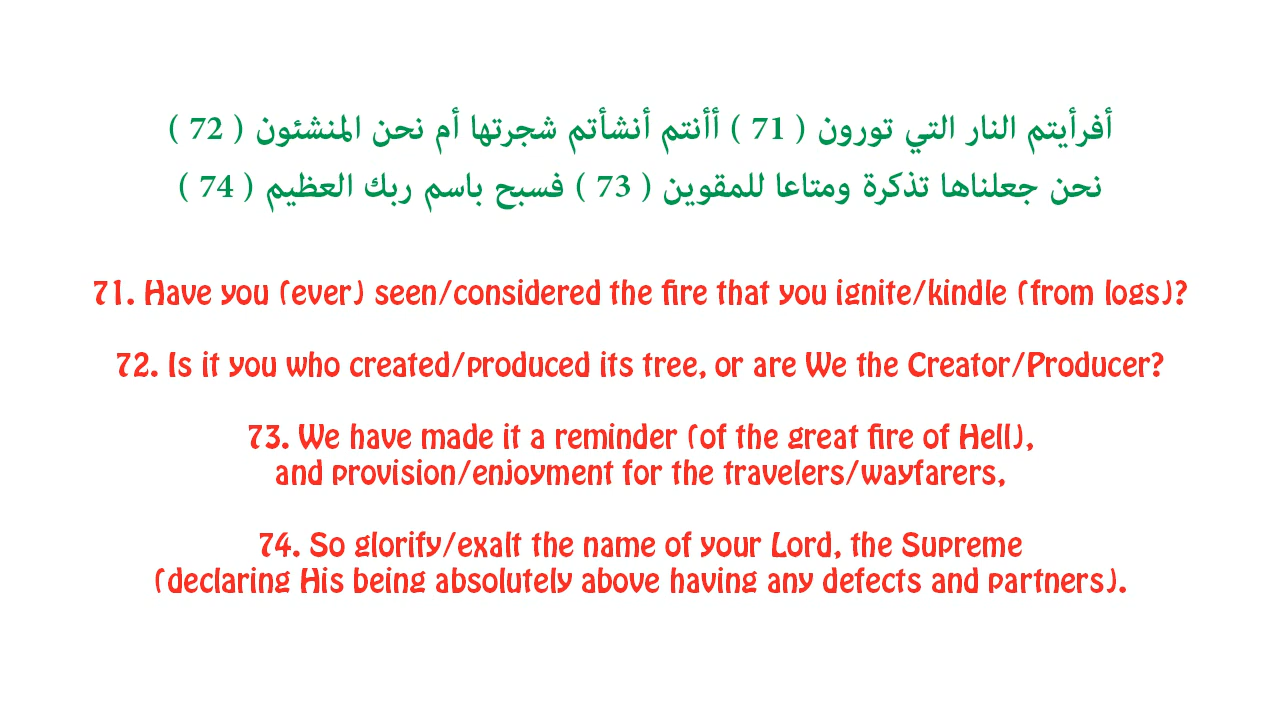 أفرأيتم النار التي تورون ( 71 ) أأنتم أنشأتم شجرتها أم نحن المنشئون ( 72 )
نحن جعلناها تذكرة ومتاعا للمقوين ( 73 ) فسبح باسم ربك العظيم ( 74 )
71. Have you (ever) seen/considered the fire that you ignite/kindle (from logs)?
72. Is it you who created/produced its tree, or are We the Creator/Producer?
73. We have made it a reminder (of the great fire of Hell),
and provision/enjoyment for the travelers/wayfarers,
74. So glorify/exalt the name of your Lord, the Supreme
(declaring His being absolutely above having any defects and partners).